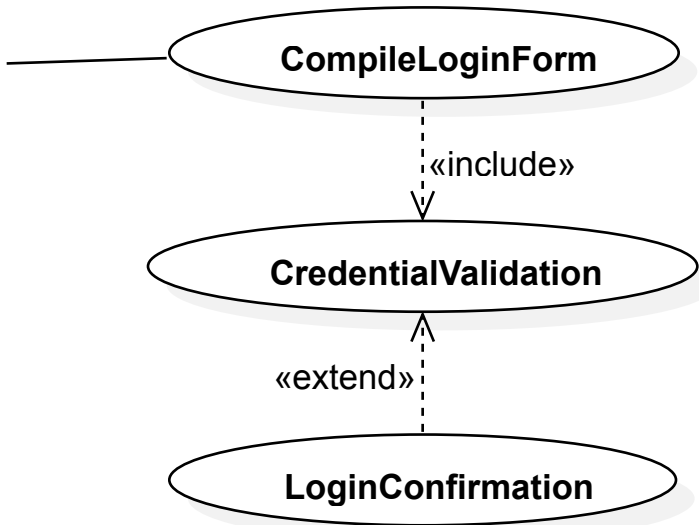 CompileLoginForm
«include»
CredentialValidation
«extend»
LoginConfirmation